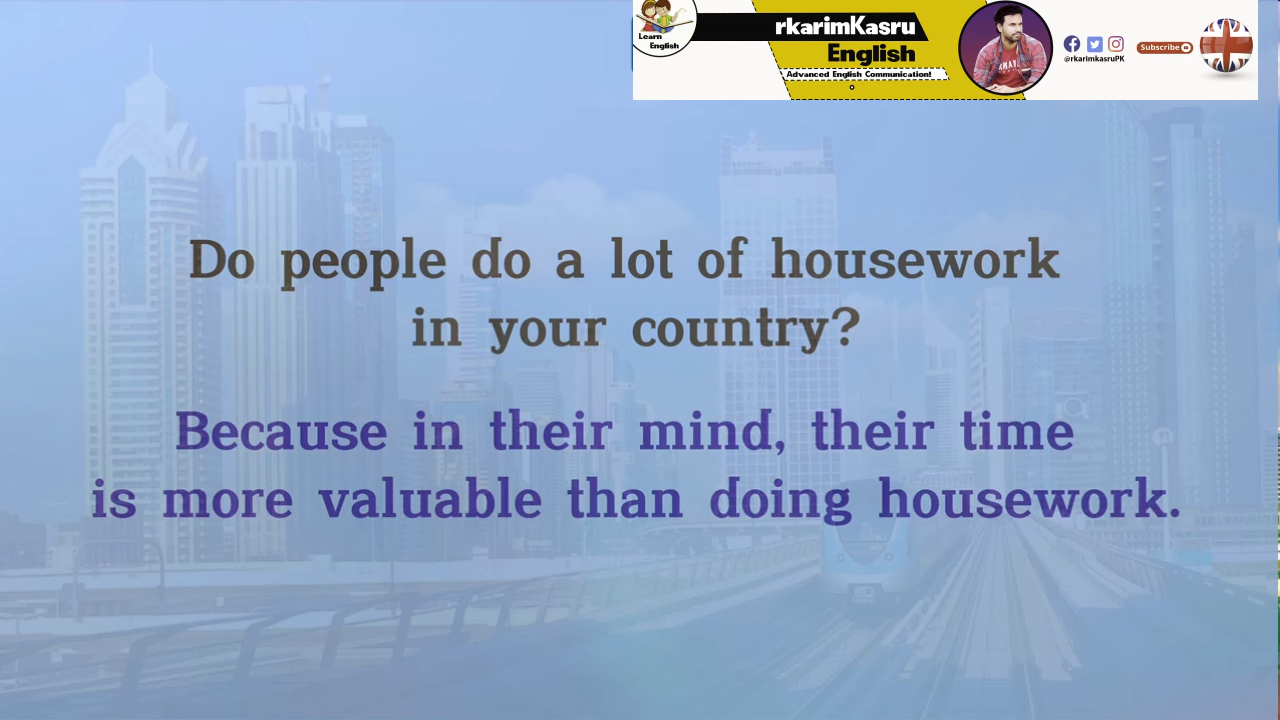 Learn
English
rkarimKasru
English
Advanced English Communication!
@rkarimkasruPK
Subscribe
Do people do a lot of housework
in your country?
Because in their mind, their time
is more valuable than doing housework.